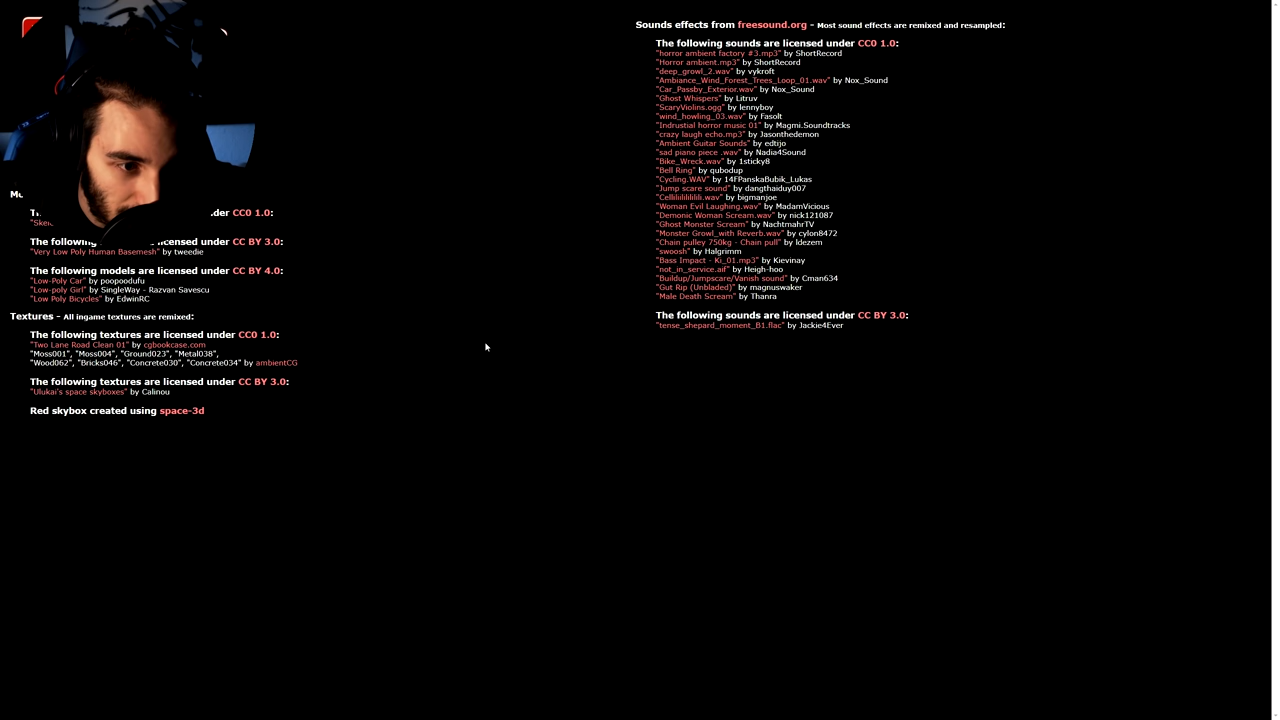 der CC0 1.0:
licensed under CC BY 3.0:
"Very Low Poly Human Basemesh" by tweedie
The following models are licensed under CC BY 4.0:
"Low-Poly Car" by poopoodufu
"Low-poly Girl" by SingleWay - Razvan Savescu
"Low Poly Bicycles" by EdwinRC
Textures - All ingame textures are remixed:
The following textures are licensed under CC0 1.0:
"Two Lane Road Clean 01" by cgbookcase.com
"Moss001", "Moss004", "Ground023", "Metal038",
"Wood062", "Bricks046", "Concrete030", "Concrete034" by ambientCG
The following textures are licensed under CC BY 3.0:
"Ulukai's space skyboxes" by Calinou
Red skybox created using space-3d
Sounds effects from freesound.org - Most sound effects are remixed and resampled:
The following sounds are licensed under CC0 1.0:
"horror ambient factory #3.mp3" by ShortRecord
"Horror ambient.mp3" by ShortRecord
"deep_growl_2.wav" by vykroft
"Ambiance_Wind_Forest_Trees_Loop_01.wav" by Nox_Sound
"Car_Passby_Exterior.wav" by Nox_Sound
"Ghost Whispers" by Litruv
"ScaryViolins.ogg" by lennyboy
"wind_howling_03.wav" by Fasolt
"Indrustial horror music 01" by Magmi.Soundtracks
"crazy laugh echo.mp3" by Jasonthedemon
"Ambient Guitar Sounds" by edtijo
"sad piano piece .wav" by Nadia4Sound
"Bike_Wreck.wav" by 1sticky8
"Bell Ring" by qubodup
"Cycling.WAV" by 14FPanskaBubik_Lukas
"Jump scare sound" by dangthaiduy007
"Celliiliiliiliili.wav" by bigmanjoe
"Woman Evil Laughing.wav" by MadamVicious
"Demonic Woman Scream.wav" by nick121087
"Ghost Monster Scream" by NachtmahrTV
"Monster Growl_with Reverb.wav" by cylon8472
"Chain pulley 750kg - Chain pull" by ldezem
"swoosh" by Halgrimm
"Bass Impact - Ki_01.mp3" by Kievinay
"not_in_service.aif" by Heigh-hoo
"Buildup/Jumpscare/Vanish sound" by Cman634
"Gut Rip (Unbladed)" by magnuswaker
"Male Death Scream" by Thanra
The following sounds are licensed under CC BY 3.0:
"tense_shepard_moment_B1.flac" by Jackie4Ever